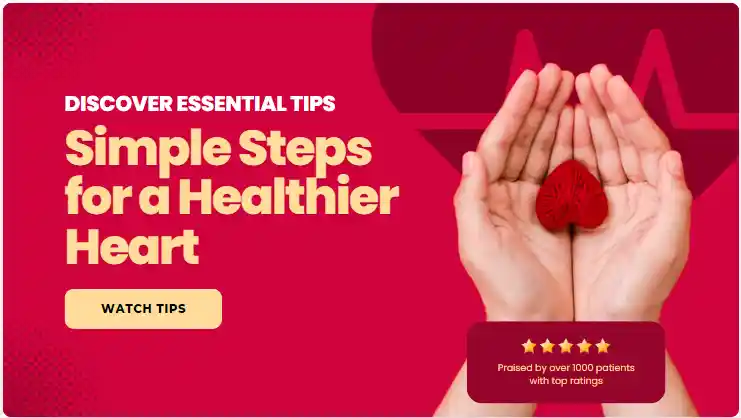 DISCOVER ESSENTIAL TIPS
Simple Steps
for a Healthier
Heart
WATCH TIPS
Praised by over 1000 patients
with top ratings